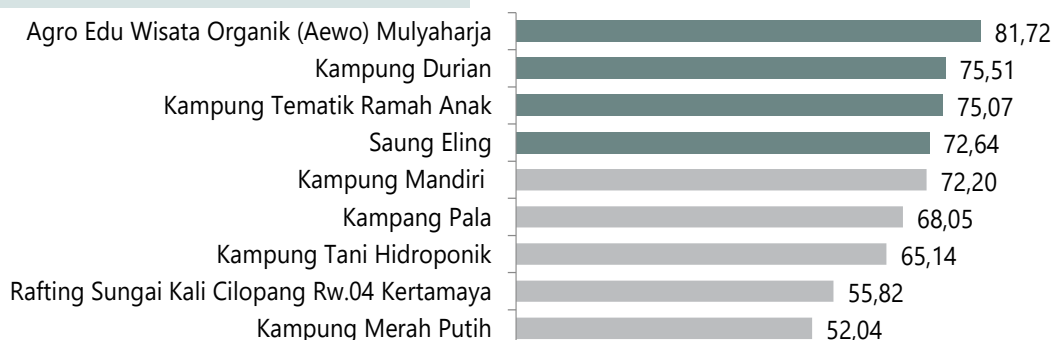 Agro Edu Wisata Organik (Aewo) Mulyaharja 81,72
Kampung Durian 75,51
Kampung Tematik Ramah Anak 75,07
Saung Eling 72,64
Kampung Mandiri 72,20
Kampang Pala 68,05
Kampung Tani Hidroponik 65,14
Rafting Sungai Kali Cilopang Rw.04 Kertamaya 55,82
Kampung Merah Putih 52,04